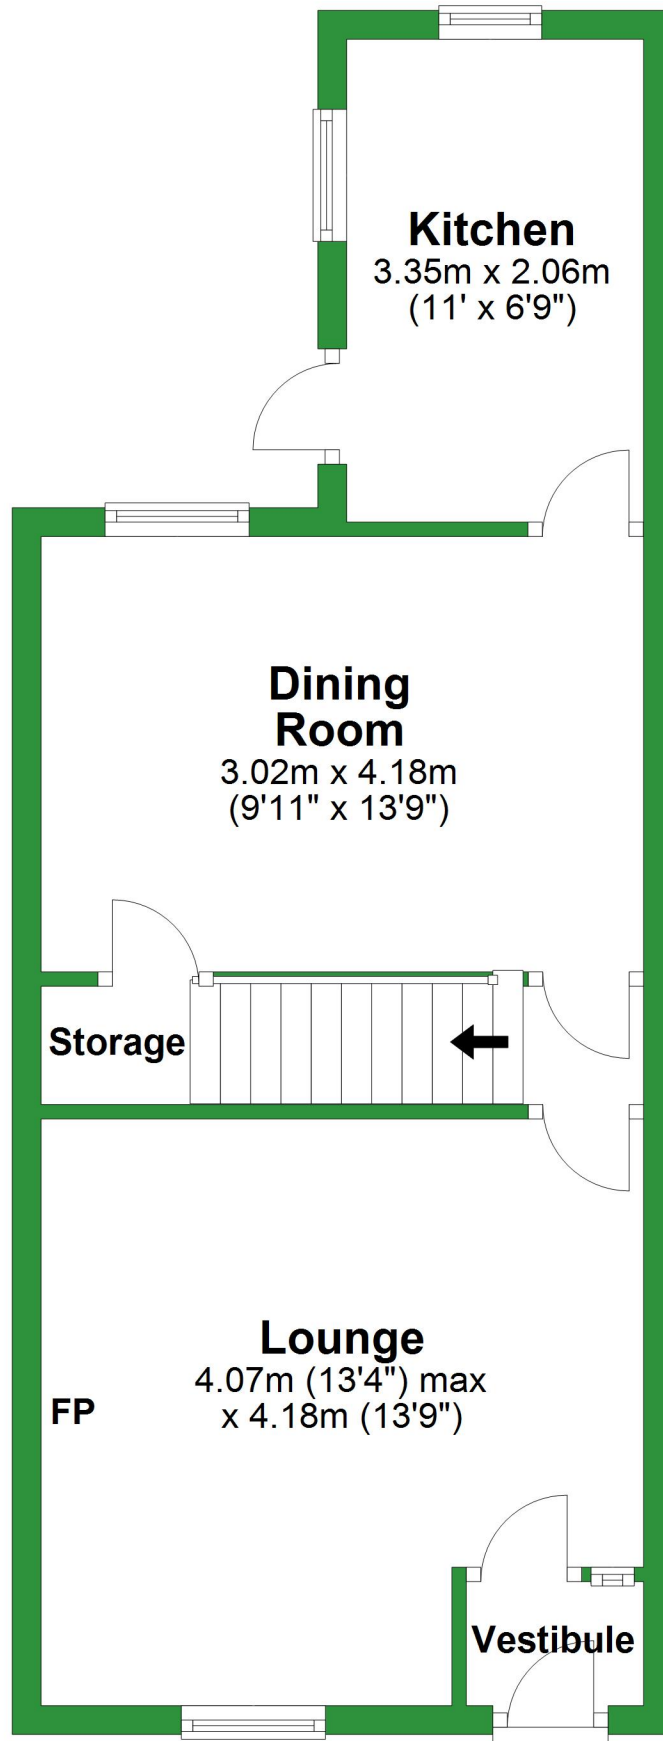 Kitchen
3.35m x 2.06m
(11' x 6'9")
Dining
Room
3.02m x 4.18m
(9'11" x 13'9")
Storage
Lounge
4.07m (13'4") max
x 4.18m (13'9")
FP
Vestibule